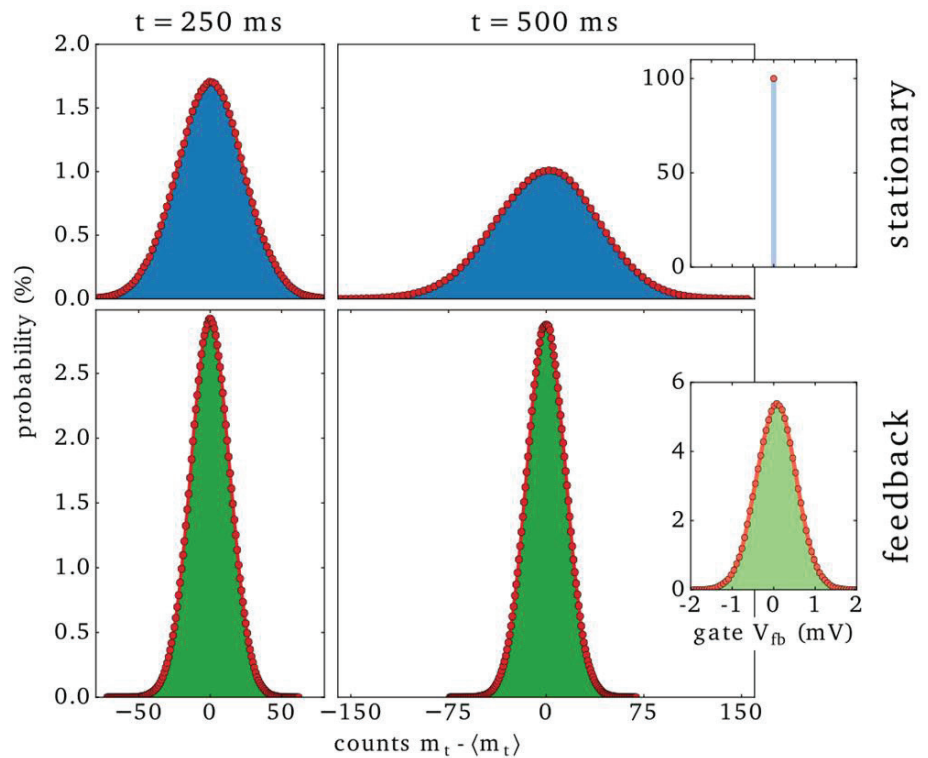 t = 250 ms
t = 500 ms
2.0
1.5
1.0
0.5
0.0
100
50
0
stationary
probability (%)
2.5
2.0
1.5
1.0
0.5
0.0
6
4
2
0
-2 -1 0 1 2
gate V_fb (mV)
feedback
−50 0 50
−150 −75 0 75 150
counts m_t - ⟨m_t⟩